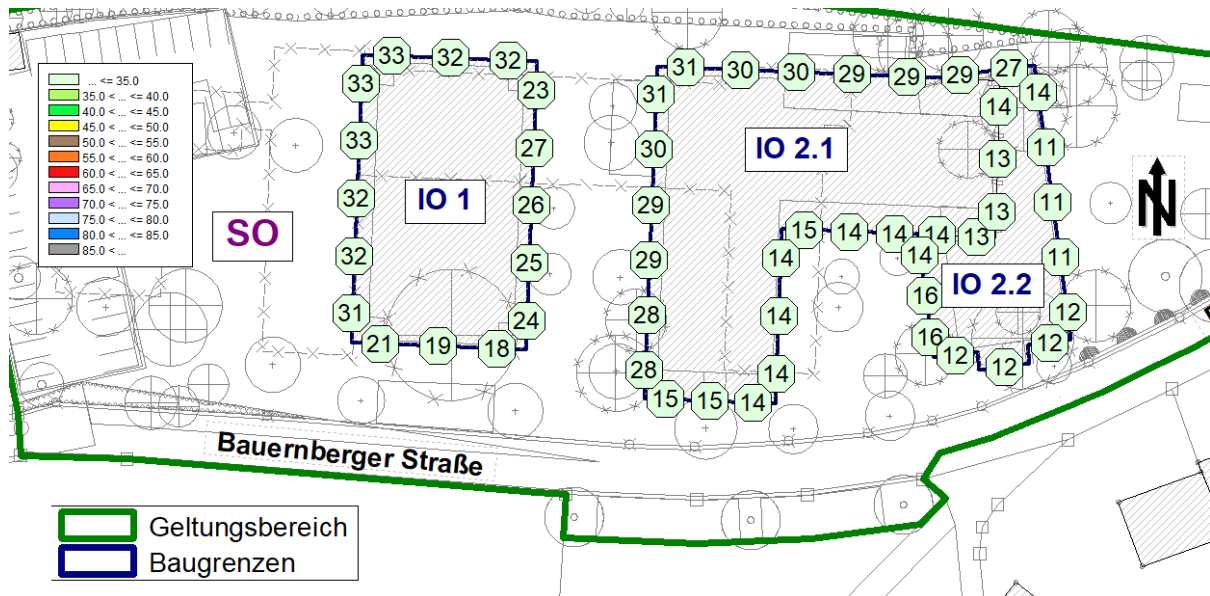 ... <= 35.0
35.0 < ... <= 40.0
40.0 < ... <= 45.0
45.0 < ... <= 50.0
50.0 < ... <= 55.0
55.0 < ... <= 60.0
60.0 < ... <= 65.0
65.0 < ... <= 70.0
70.0 < ... <= 75.0
75.0 < ... <= 80.0
80.0 < ... <= 85.0
85.0 < ...
SO
33 32 32
33 23
33 27
32 26
32 25
31 24
21 19 18
IO 1
31 30 30 29 29 29 27
31 14 14
30 13 11
29 13 11
15 14 14 14 13
29 14 14 11
28 14 16 12
28 14 16 12 12 12
15 15 14
IO 2.1
IO 2.2
N
Bauernberger Straße
Geltungsbereich
Baugrenzen